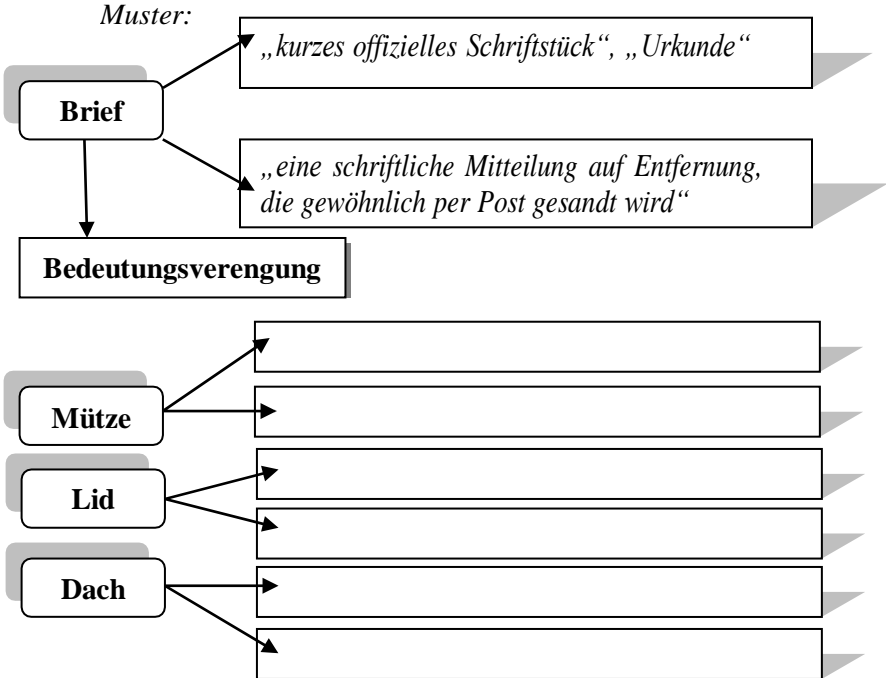 Muster:
„kurzes offizielles Schriftstück“, „Urkunde“
Brief
„eine schriftliche Mitteilung auf Entfernung,
die gewöhnlich per Post gesandt wird“
Bedeutungsverengung
Mütze
Lid
Dach